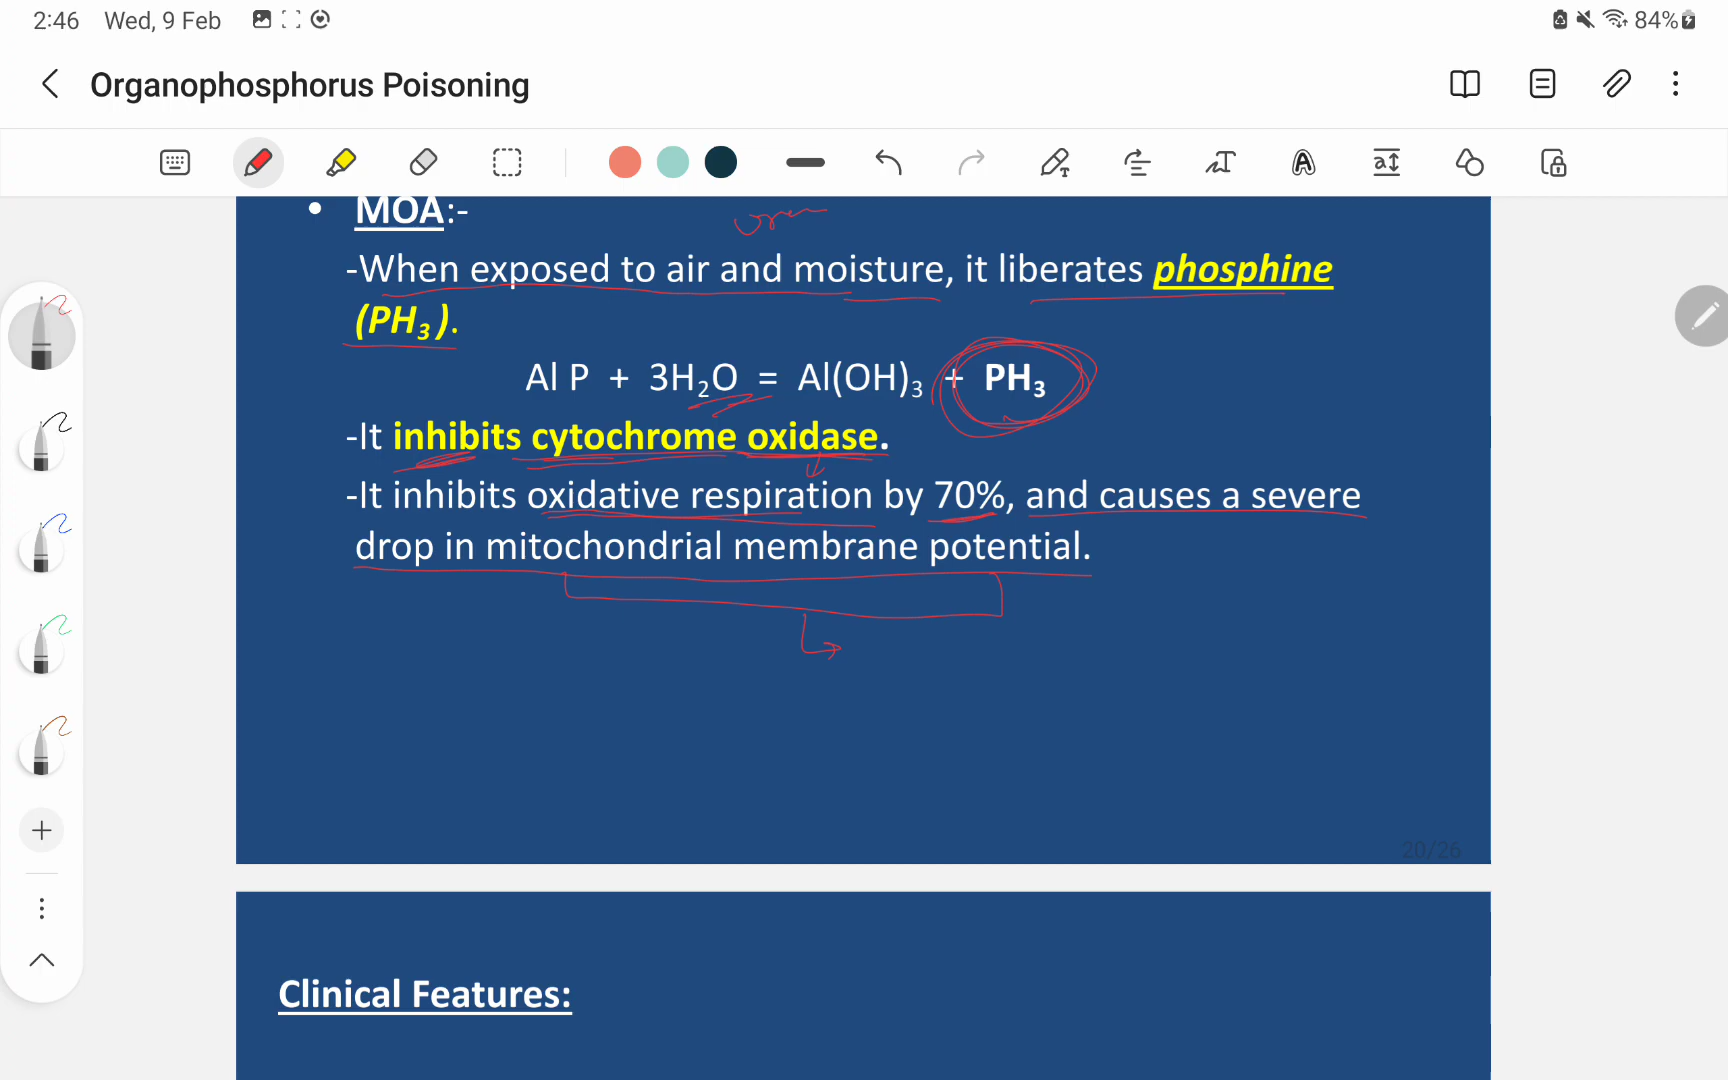 2:46 Wed, 9 Feb 84%
Organophosphorus Poisoning
• MOA:-
-When exposed to air and moisture, it liberates phosphine
(PH₃).
Al P + 3H₂O = Al(OH)₃ + PH₃
-It inhibits cytochrome oxidase.
-It inhibits oxidative respiration by 70%, and causes a severe
drop in mitochondrial membrane potential.
20/26
Clinical Features: